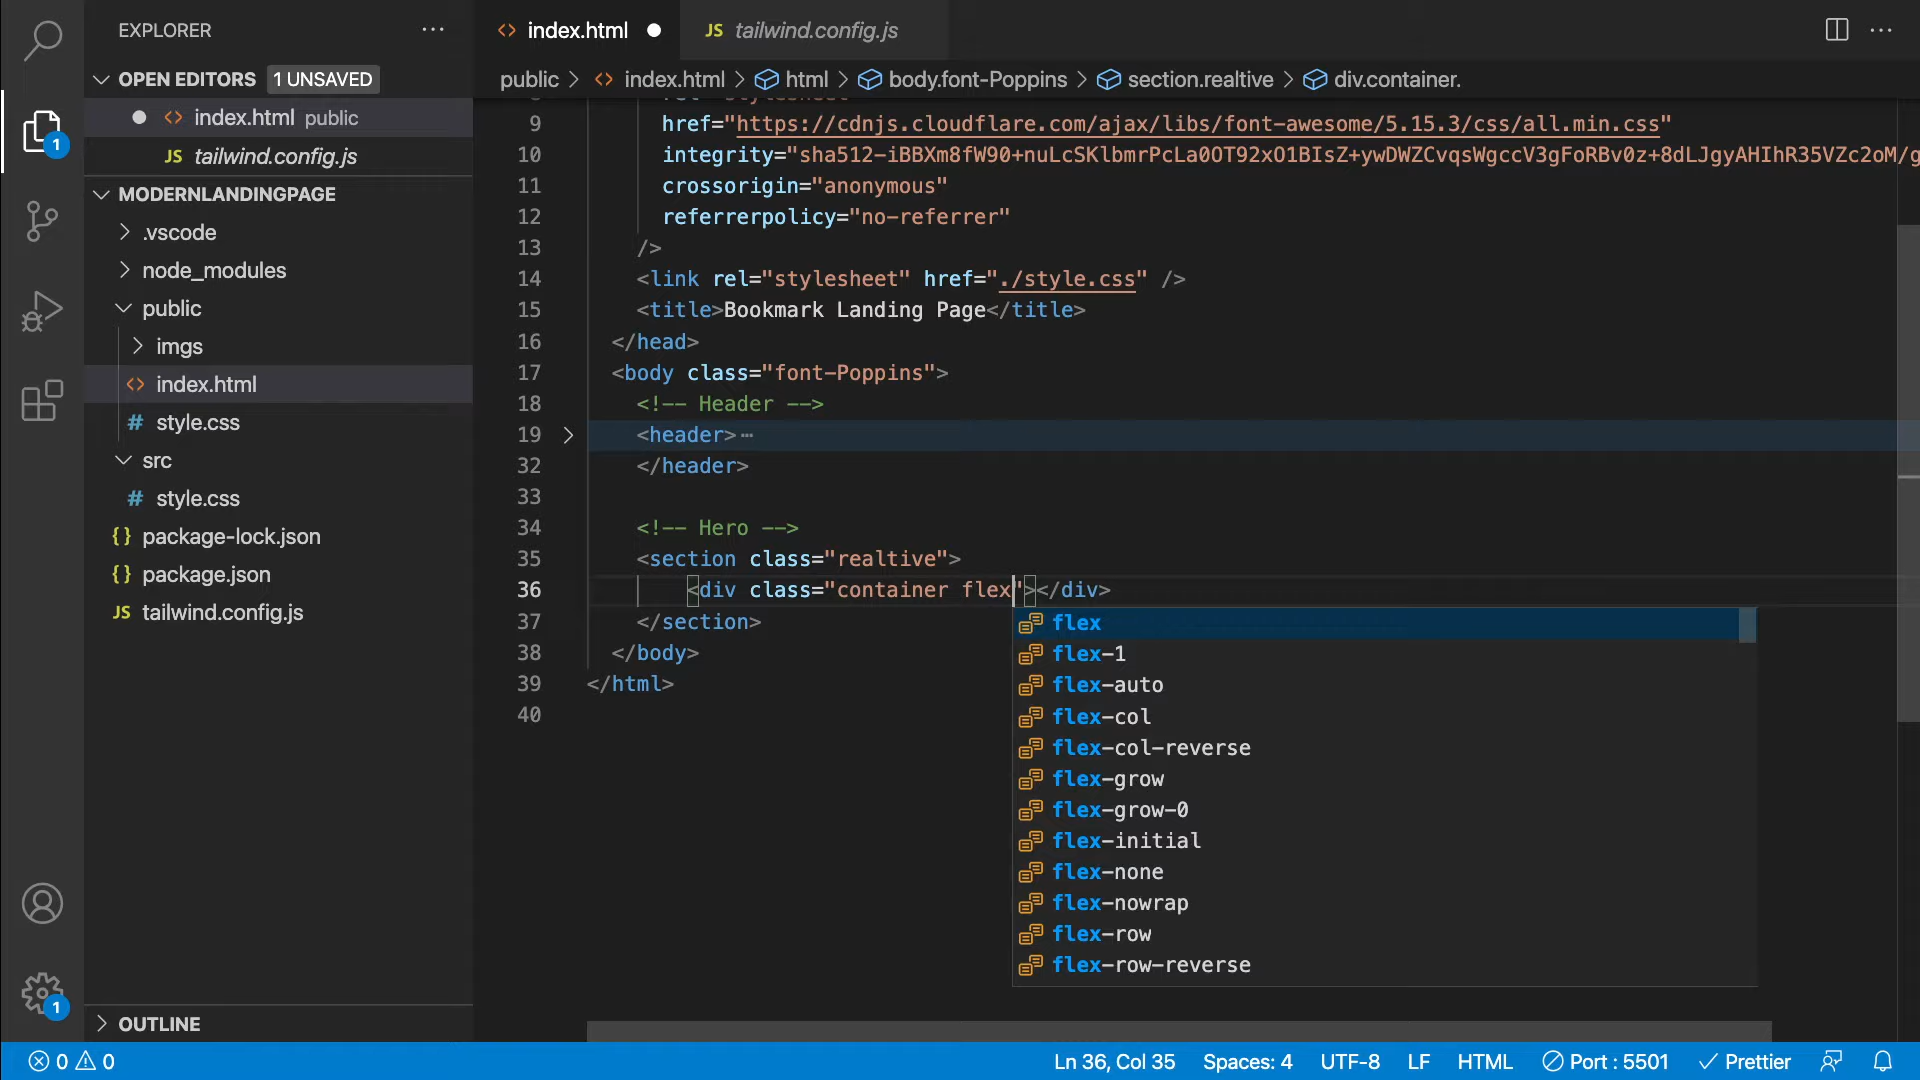 EXPLORER
OPEN EDITORS 1 UNSAVED
index.html public
tailwind.config.js
MODERNLANDINGPAGE
.vscode
node_modules
public
imgs
index.html
style.css
src
style.css
package-lock.json
package.json
tailwind.config.js
OUTLINE
1
1
index.html
JS tailwind.config.js
public > index.html > html > body.font-Poppins > section.realtive > div.container.
9 href="https://cdnjs.cloudflare.com/ajax/libs/font-awesome/5.15.3/css/all.min.css"
10 integrity="sha512-iBBXm8fW90+nuLcSKlbmrPcLa0OT92xO1BIsZ+ywDWZCvqsWgccV3gFoRBv0z+8dLJgyAHIhR35VZc2oM/g
11 crossorigin="anonymous"
12 referrerpolicy="no-referrer"
13 />
14 <link rel="stylesheet" href="./style.css" />
15 <title>Bookmark Landing Page</title>
16 </head>
17 <body class="font-Poppins">
18 <!-- Header -->
19 <header>…
32 </header>
33
34 <!-- Hero -->
35 <section class="realtive">
36 <div class="container flex"></div>
37 </section>
38 </body>
39 </html>
40
flex
flex-1
flex-auto
flex-col
flex-col-reverse
flex-grow
flex-grow-0
flex-initial
flex-none
flex-nowrap
flex-row
flex-row-reverse
0 0 Ln 36, Col 35 Spaces: 4 UTF-8 LF HTML Port : 5501 Prettier